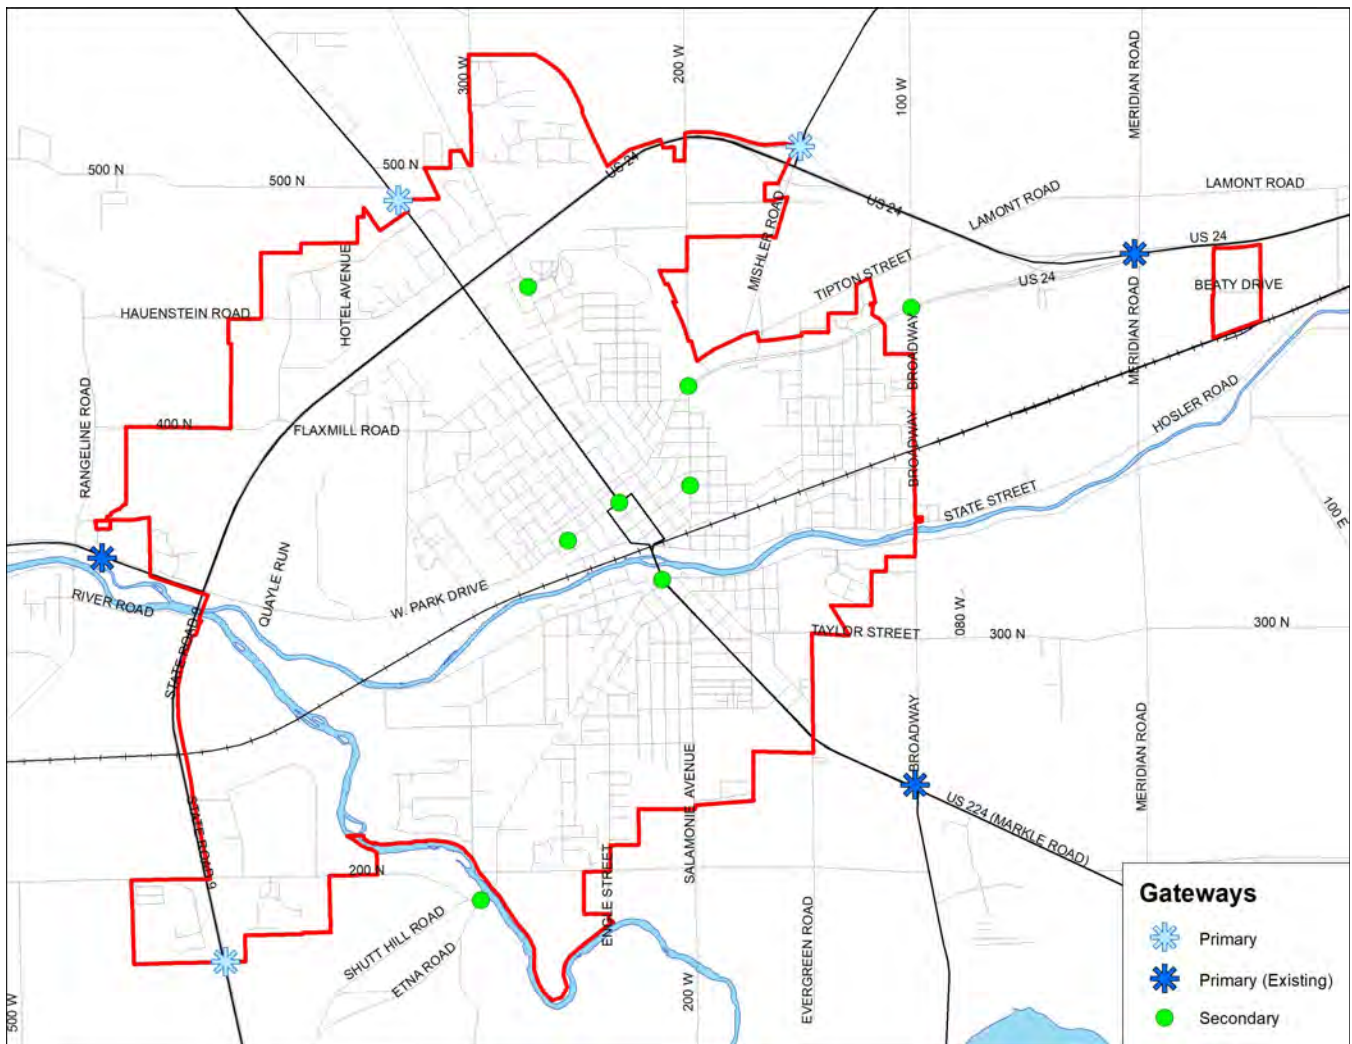 300 W
200 W
100 W
MERIDIAN ROAD
500 N
500 N
500 N
US 24
US 24
LAMONT ROAD
LAMONT ROAD
US 24
US 24
MISHLER ROAD
TIPTON STREET
BEATY DRIVE
HAUENSTEIN ROAD
HOTEL AVENUE
BROADWAY
MERIDIAN ROAD
RANGELINE ROAD
400 N
FLAXMILL ROAD
BROADWAY
HOSLER ROAD
STATE STREET
100 E
RIVER ROAD
QUAYLE RUN
W. PARK DRIVE
STATE ROAD 9
TAYLOR STREET
080 W
300 N
300 N
SALAMONIE AVENUE
BROADWAY
MERIDIAN ROAD
US 224 (MARKLE ROAD)
STATE ROAD 9
200 N
ENGLE STREET
SHUTT HILL ROAD
ETNA ROAD
EVERGREEN ROAD
500 W
200 W
Gateways
Primary
Primary (Existing)
Secondary